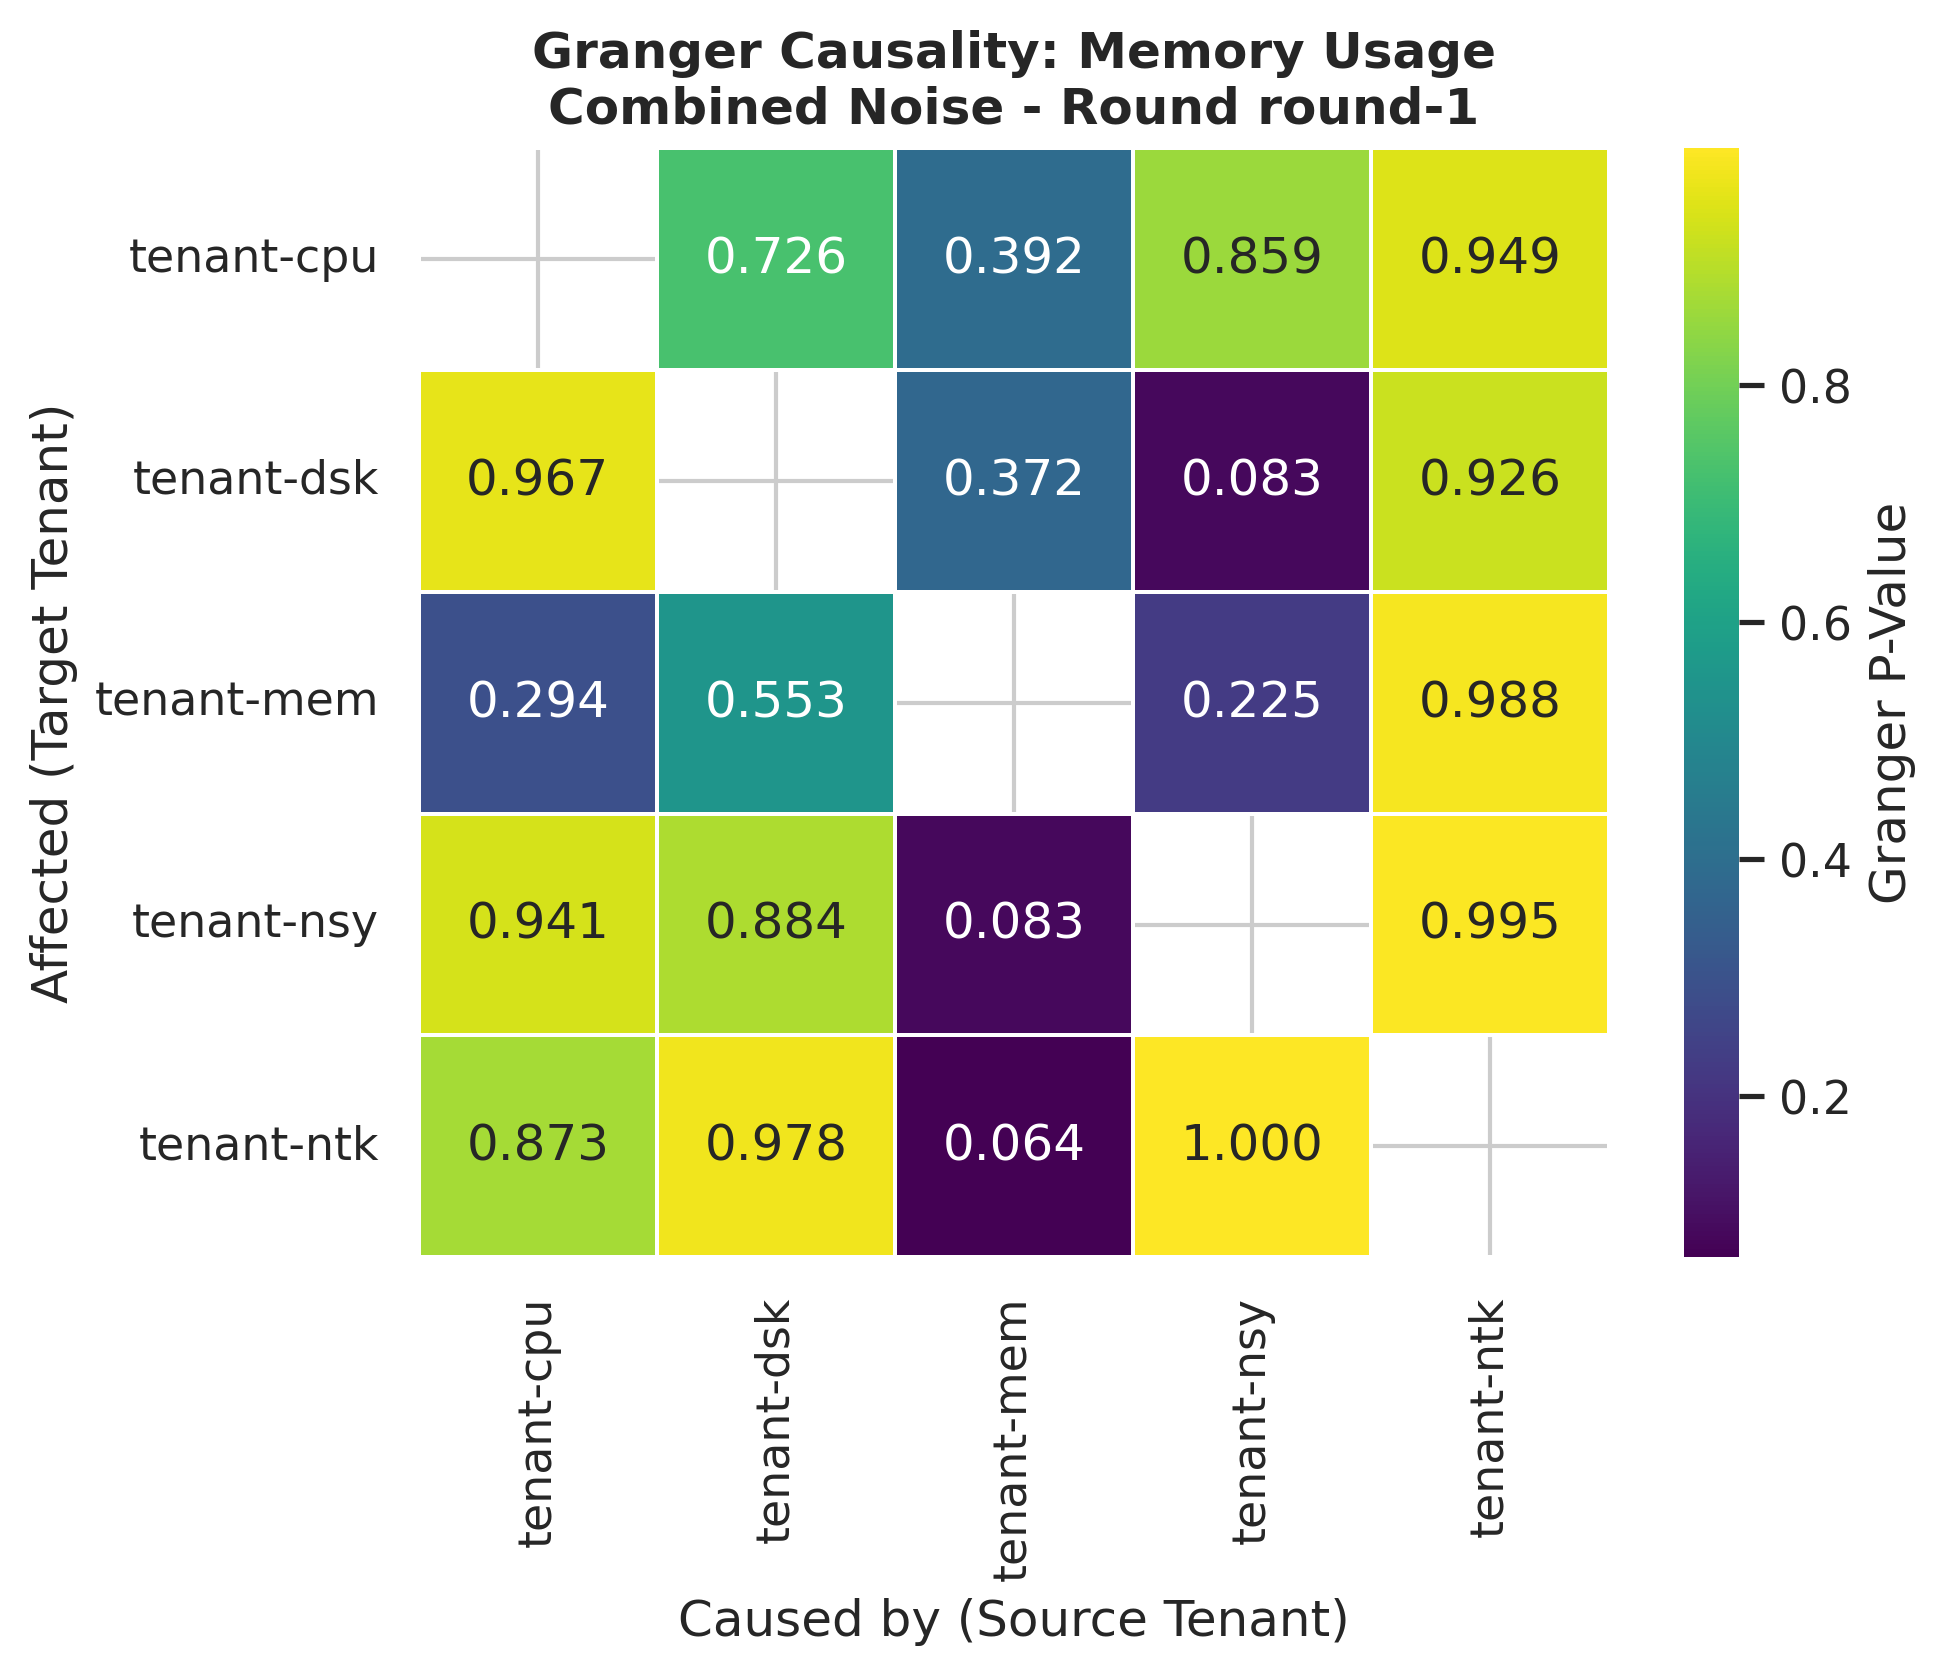 Granger Causality: Memory Usage
Combined Noise - Round round-1
Affected (Target Tenant)
tenant-cpu
0.726 0.392 0.859 0.949
tenant-dsk
0.967 0.372 0.083 0.926
tenant-mem
0.294 0.553 0.225 0.988
tenant-nsy
0.941 0.884 0.083 0.995
tenant-ntk
0.873 0.978 0.064 1.000
tenant-cpu
tenant-dsk
tenant-mem
tenant-nsy
tenant-ntk
Caused by (Source Tenant)
0.8
0.6
0.4
0.2
Granger P-Value